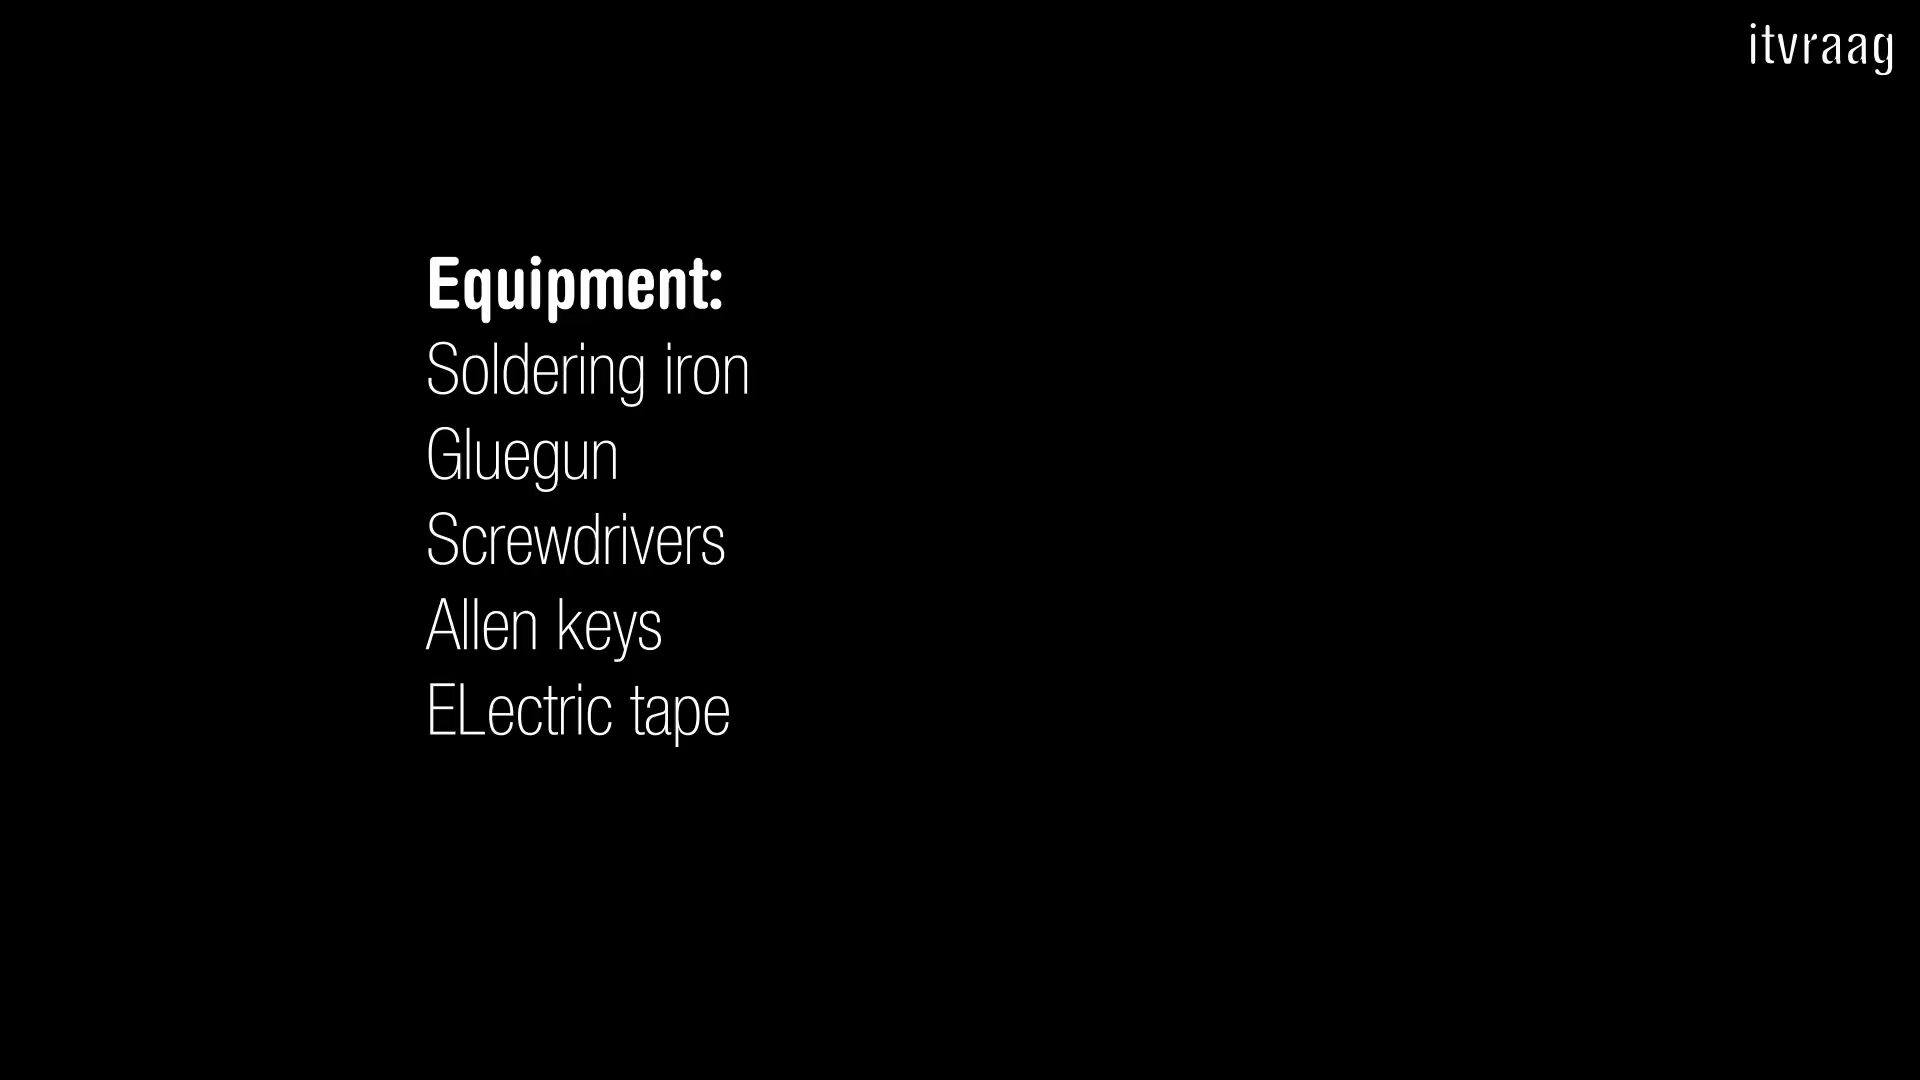 itvraag
Equipment:
Soldering iron
Gluegun
Screwdrivers
Allen keys
ELectric tape